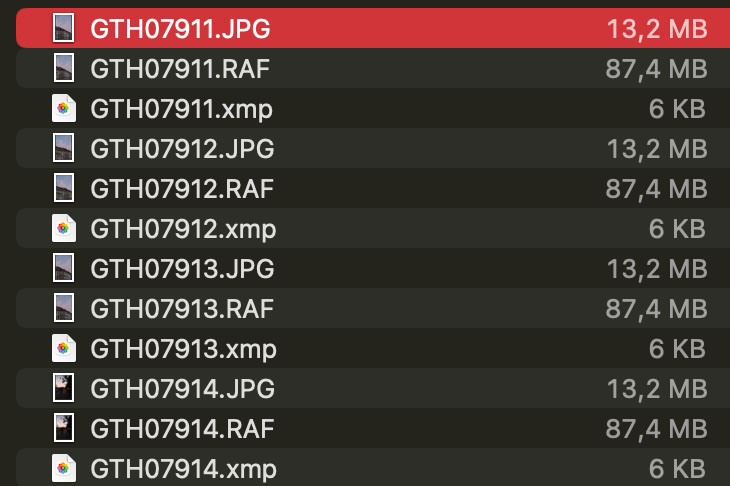 GTH07911.JPG 13,2 MB
GTH07911.RAF 87,4 MB
GTH07911.xmp 6 KB
GTH07912.JPG 13,2 MB
GTH07912.RAF 87,4 MB
GTH07912.xmp 6 KB
GTH07913.JPG 13,2 MB
GTH07913.RAF 87,4 MB
GTH07913.xmp 6 KB
GTH07914.JPG 13,2 MB
GTH07914.RAF 87,4 MB
GTH07914.xmp 6 KB